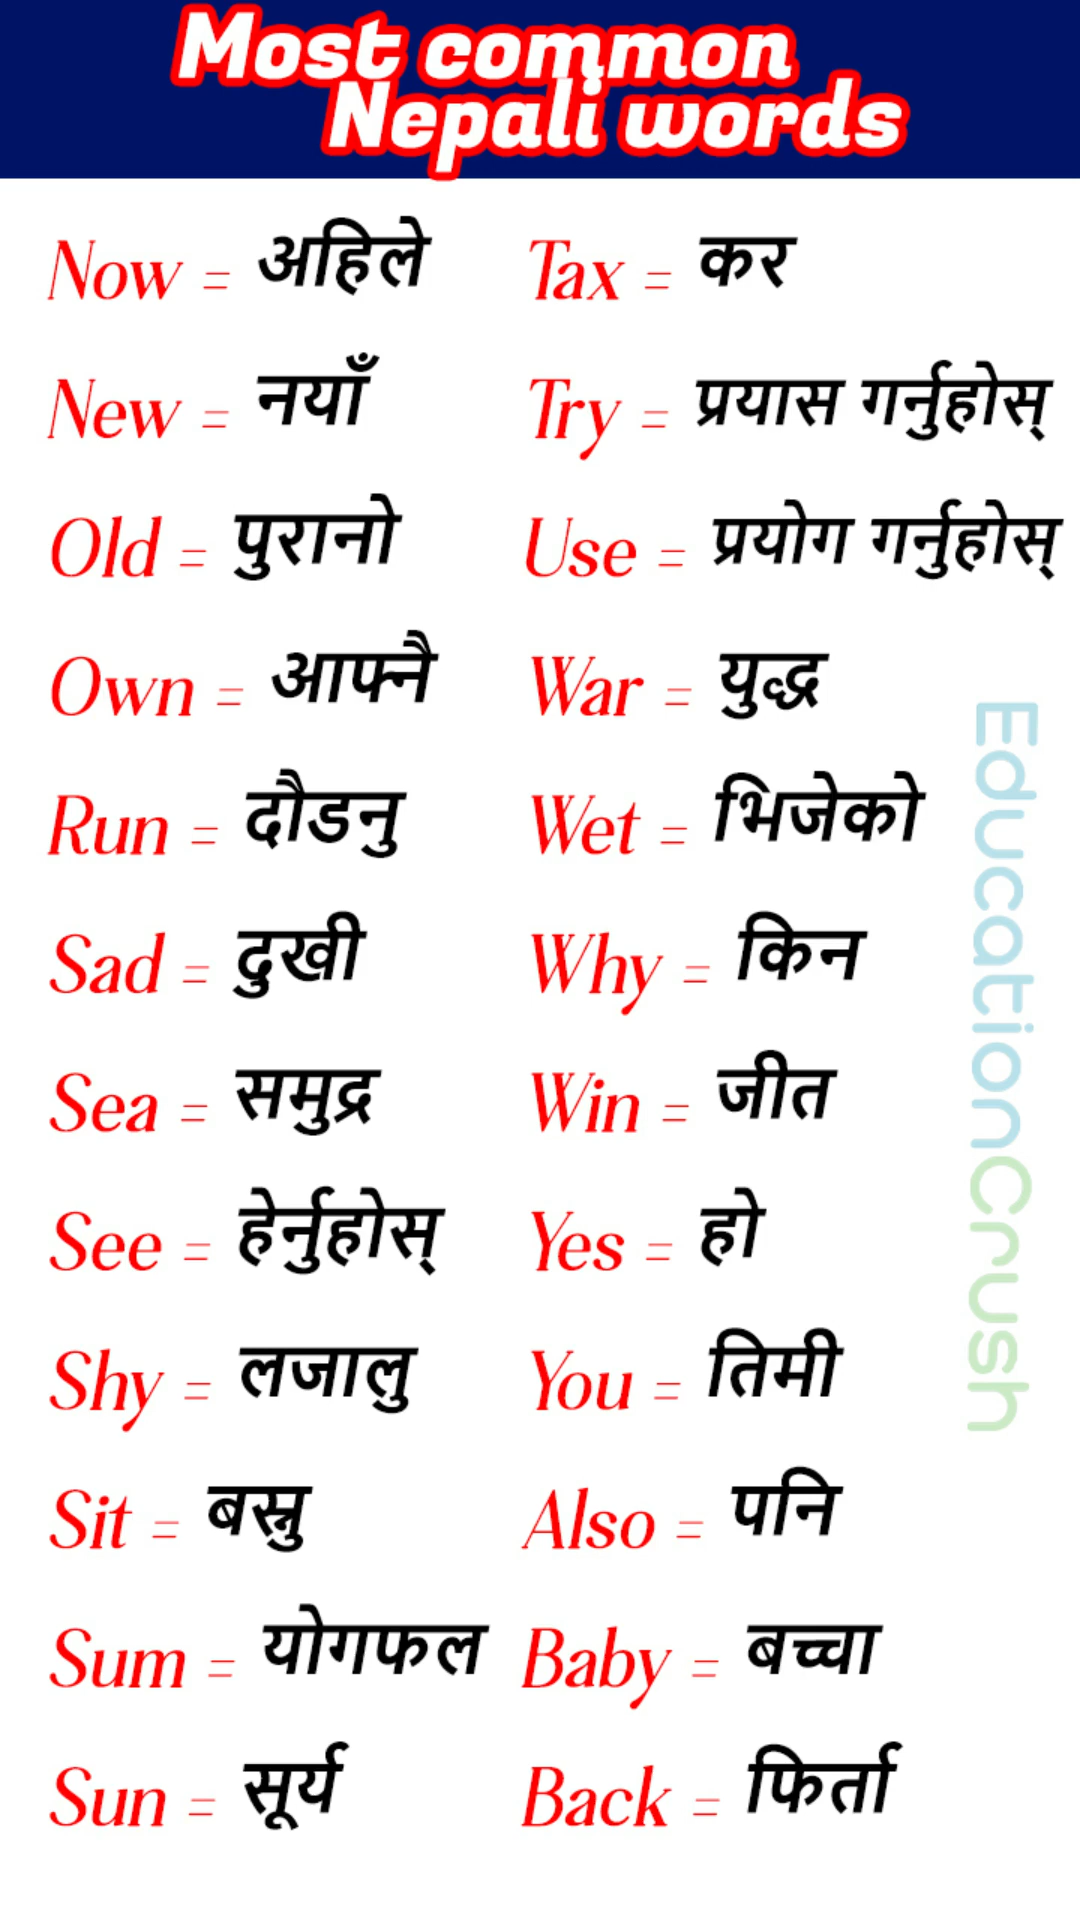 Most common
Nepali words
Now = अहिले
New = नयाँ
Old = पुरानो
Own = आफ्नै
Run = दौडनु
Sad = दुखी
Sea = समुद्र
See = हेर्नुहोस्
Shy = लजालु
Sit = बस्नु
Sum = योगफल
Sun = सूर्य
Tax = कर
Try = प्रयास गर्नुहोस्
Use = प्रयोग गर्नुहोस्
War = युद्ध
Wet = भिजेको
Why = किन
Win = जीत
Yes = हो
You = तिमी
Also = पनि
Baby = बच्चा
Back = फिर्ता
EducationCrush